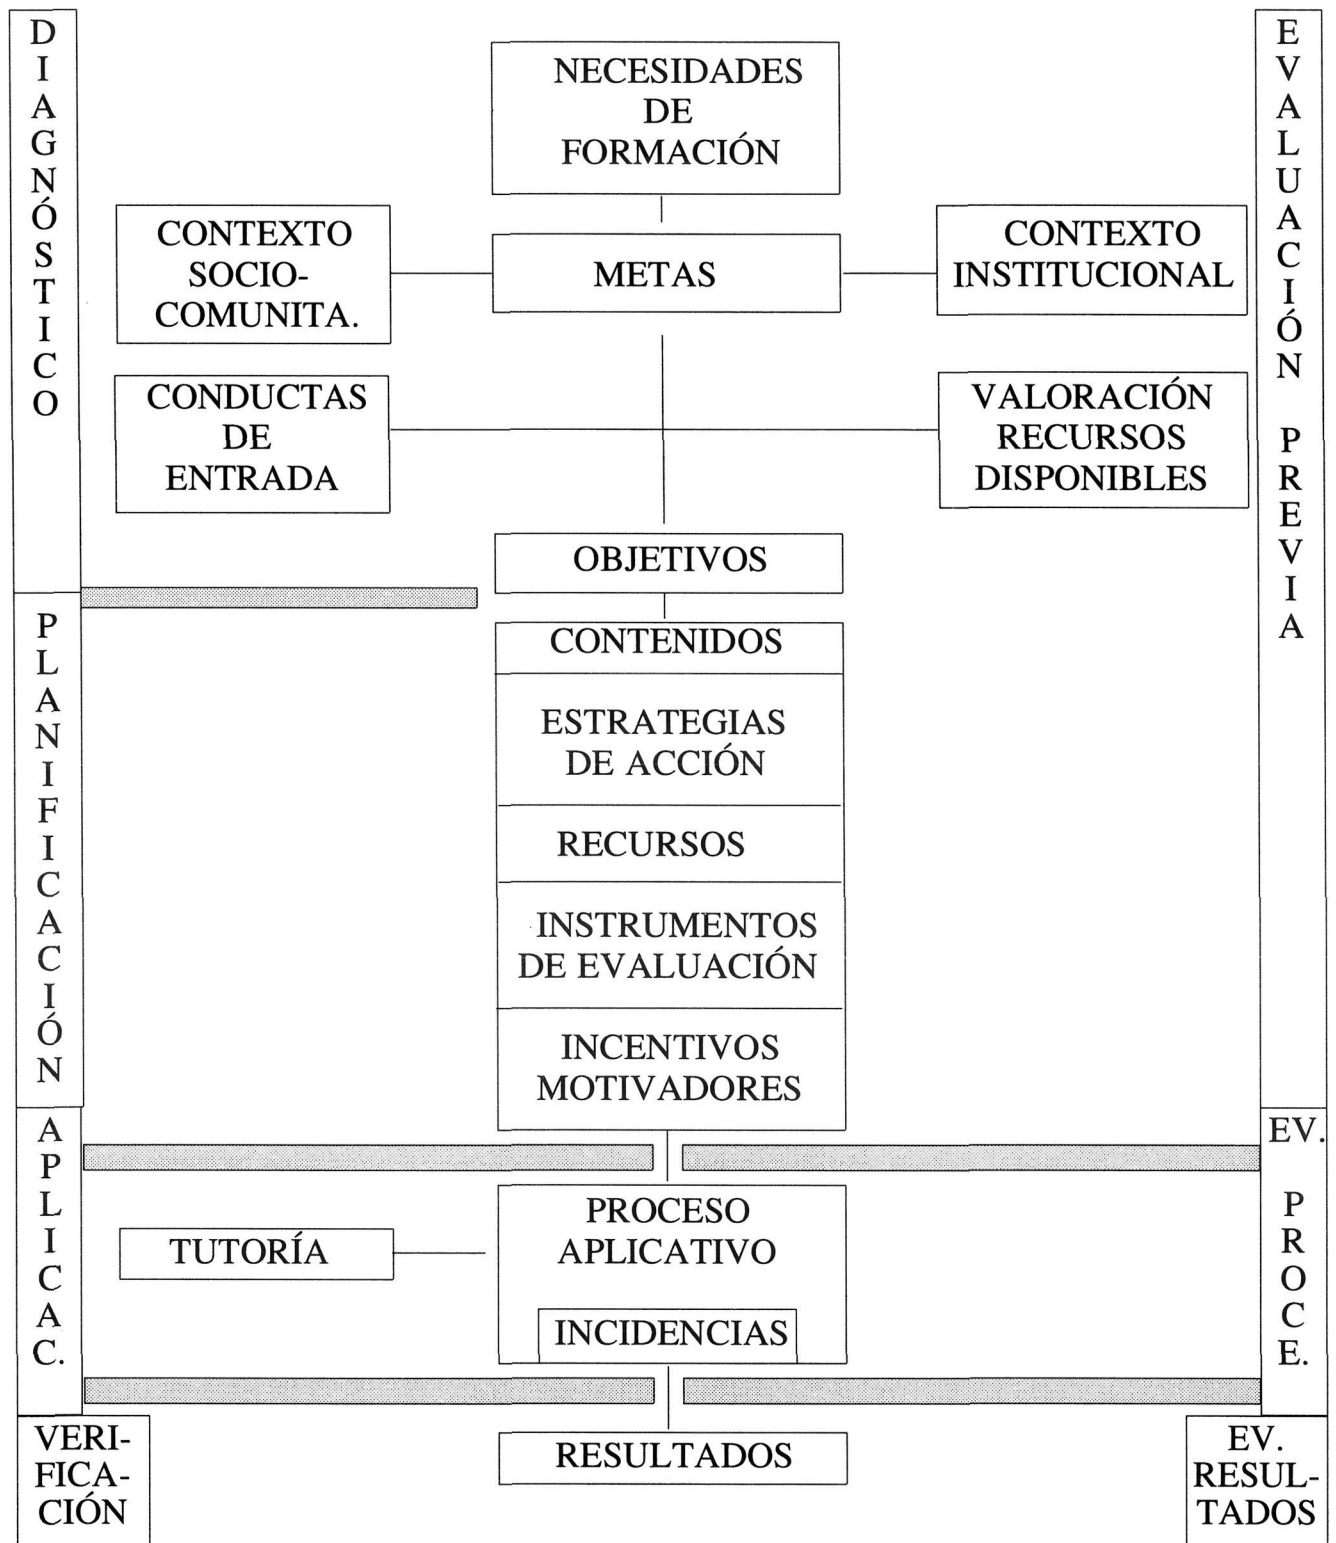 DIAGNÓSTICO
EVALUACIÓN PREVIA
NECESIDADES
DE
FORMACIÓN
CONTEXTO
SOCIO-
COMUNITA.
METAS
CONTEXTO
INSTITUCIONAL
CONDUCTAS
DE
ENTRADA
VALORACIÓN
RECURSOS
DISPONIBLES
OBJETIVOS
PLANIFICACIÓN
CONTENIDOS
ESTRATEGIAS
DE ACCIÓN
RECURSOS
INSTRUMENTOS
DE EVALUACIÓN
INCENTIVOS
MOTIVADORES
APLICAC.
EV. PROCE.
PROCESO
APLICATIVO
TUTORÍA
INCIDENCIAS
VERI-
FICA-
CIÓN
RESULTADOS
EV.
RESUL-
TADOS